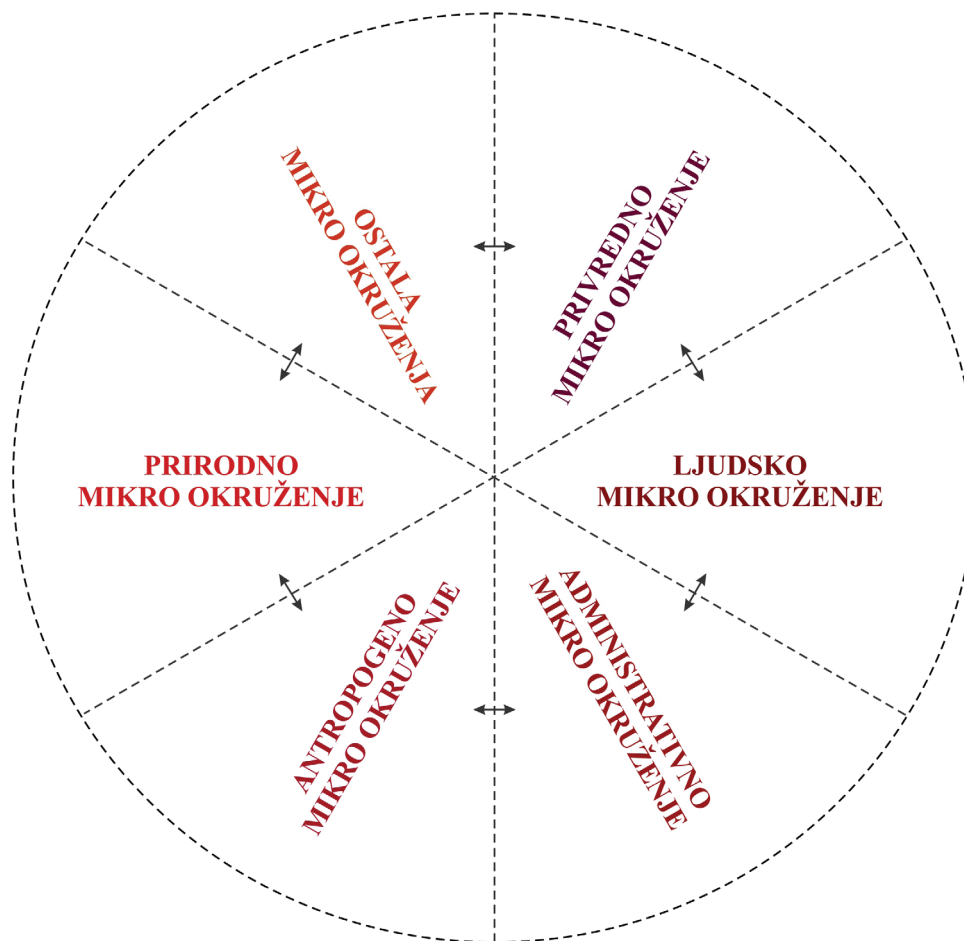 OSTALA
MIKRO OKRUŽENJA
PRIVREDNO
MIKRO OKRUŽENJE
PRIRODNO
MIKRO OKRUŽENJE
LJUDSKO
MIKRO OKRUŽENJE
ANTROPOGENO
MIKRO OKRUŽENJE
ADMINISTRATIVNO
MIKRO OKRUŽENJE